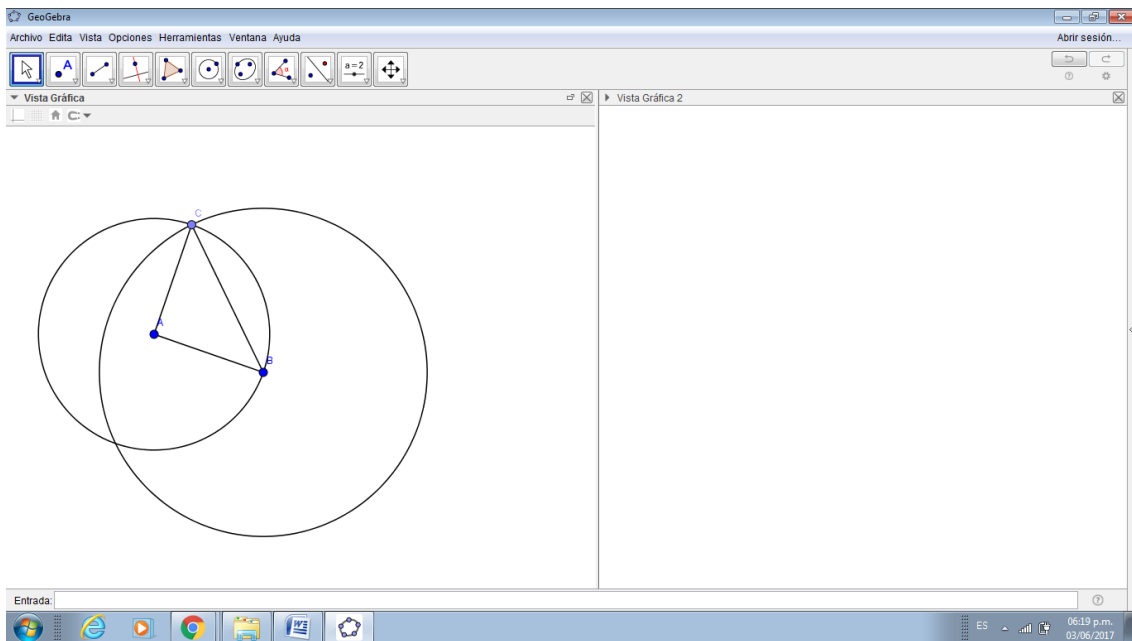 GeoGebra
Archivo Edita Vista Opciones Herramientas Ventana Ayuda
Abrir sesión...
A
α
a=2
Vista Gráfica
Vista Gráfica 2
C
A
B
Entrada:
ES
06:19 p.m.
03/06/2017